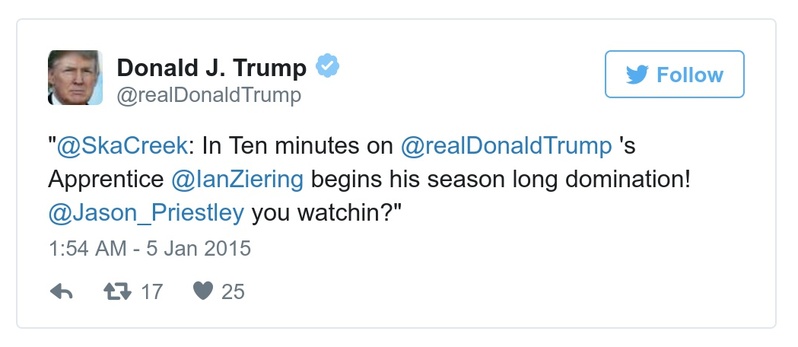 Donald J. Trump
@realDonaldTrump
Follow
"@SkaCreek: In Ten minutes on @realDonaldTrump 's
Apprentice @IanZiering begins his season long domination!
@Jason_Priestley you watchin?"
1:54 AM - 5 Jan 2015
17 25